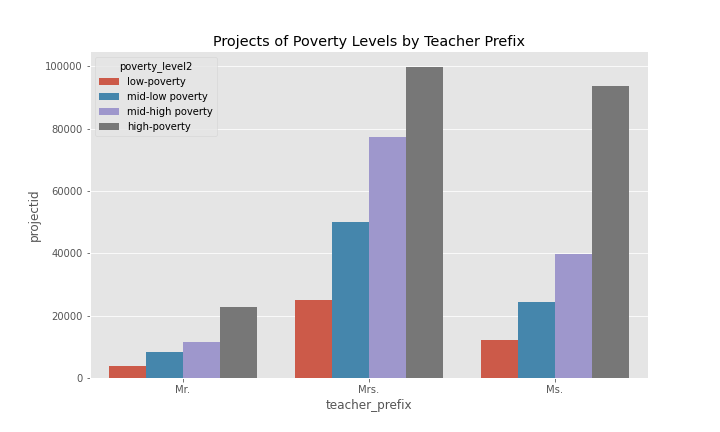 Projects of Poverty Levels by Teacher Prefix
poverty_level2
low-poverty
mid-low poverty
mid-high poverty
high-poverty
100000
80000
60000
40000
20000
0
projectid
Mr.
Mrs.
Ms.
teacher_prefix